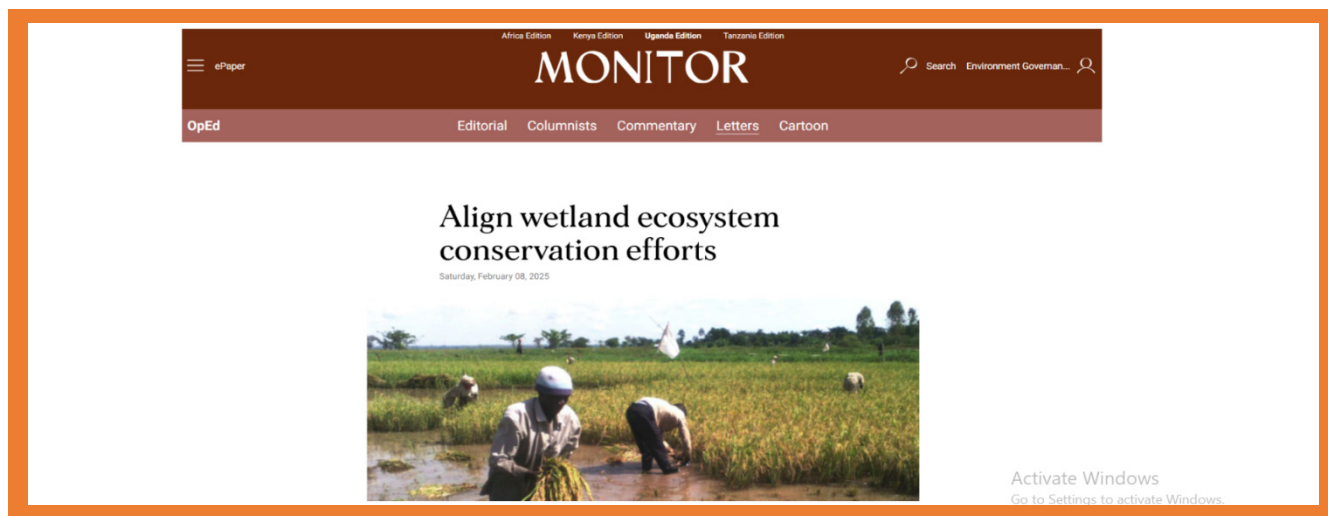 Africa Edition Kenya Edition Uganda Edition Tanzania Edition
ePaper
MONITOR
Search Environment Governan...
OpEd
Editorial Columnists Commentary Letters Cartoon
Align wetland ecosystem
conservation efforts
Saturday, February 08, 2025
Activate Windows
Go to Settings to activate Windows.